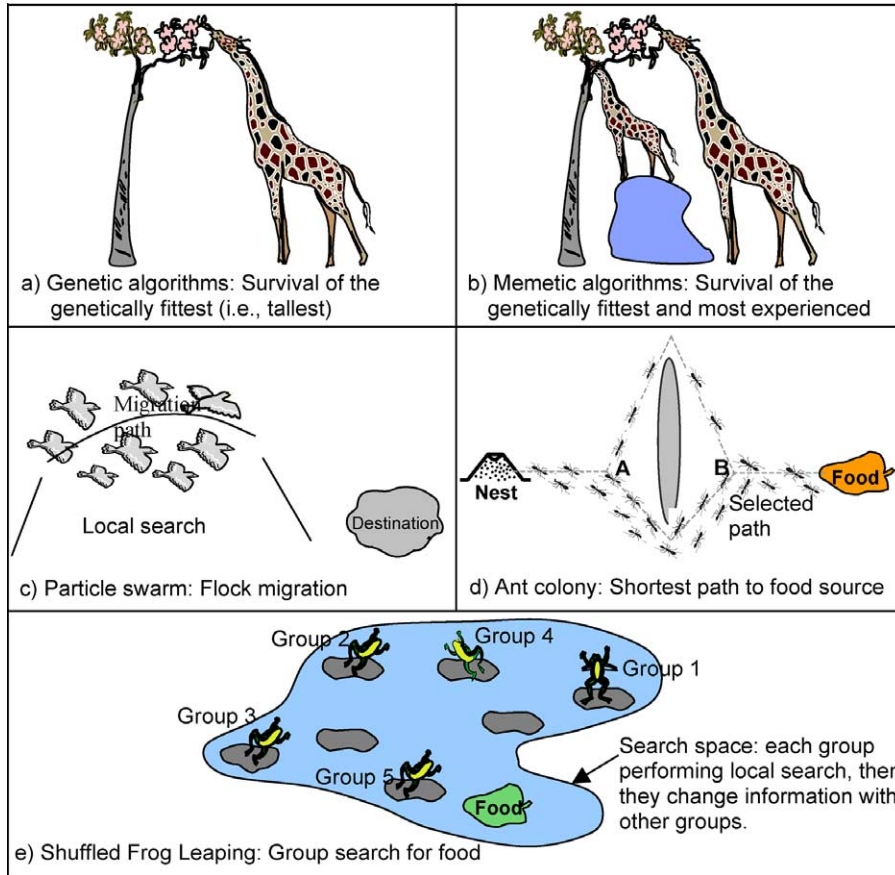 a) Genetic algorithms: Survival of the
genetically fittest (i.e., tallest)
b) Memetic algorithms: Survival of the
genetically fittest and most experienced
Migration
path
Local search
Destination
c) Particle swarm: Flock migration
A
B
Nest
Food
Selected
path
d) Ant colony: Shortest path to food source
Group 2
Group 4
Group 1
Group 3
Group 5
Food
Search space: each group
performing local search, then
they change information with
other groups.
e) Shuffled Frog Leaping: Group search for food